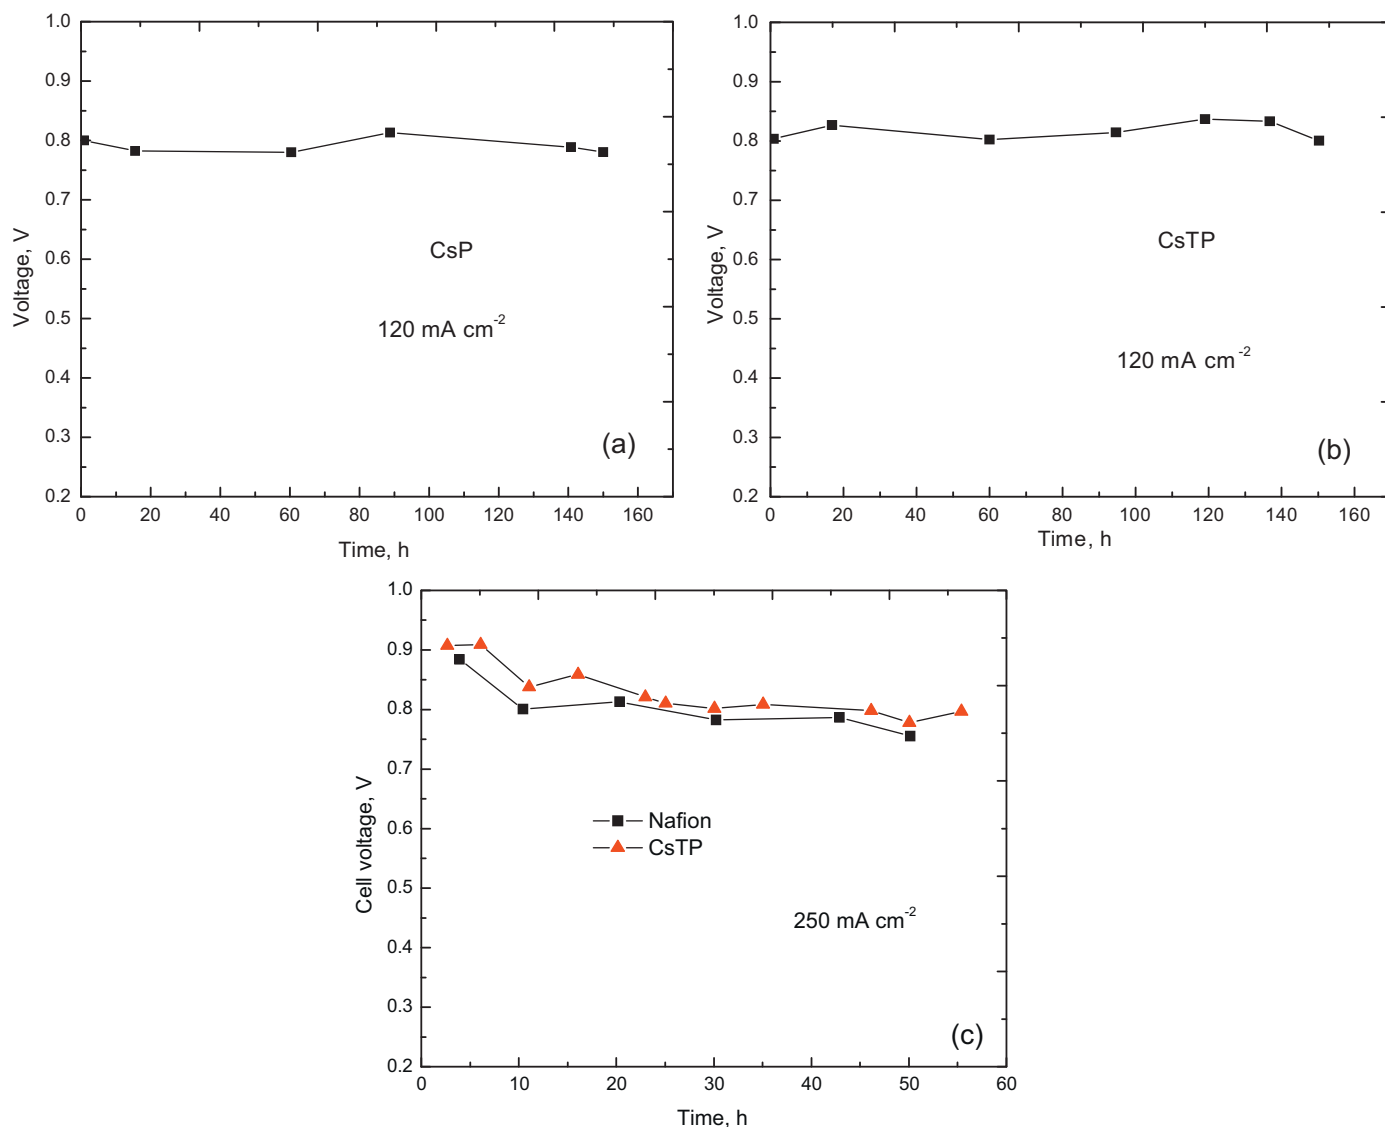 1.0
0.9
0.8
0.7
0.6
0.5
0.4
0.3
0.2
Voltage, V
CsP
120 mA cm-2
(a)
0 20 40 60 80 100 120 140 160
Time, h
1.0
0.9
0.8
0.7
0.6
0.5
0.4
0.3
0.2
Voltage, V
CsTP
120 mA cm-2
(b)
0 20 40 60 80 100 120 140 160
Time, h
1.0
0.9
0.8
0.7
0.6
0.5
0.4
0.3
0.2
Cell voltage, V
Nafion
CsTP
250 mA cm-2
(c)
0 10 20 30 40 50 60
Time, h